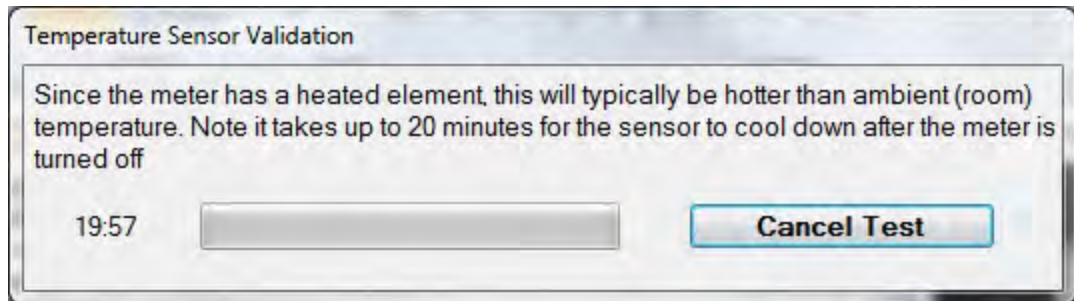 Temperature Sensor Validation
Since the meter has a heated element, this will typically be hotter than ambient (room)
temperature. Note it takes up to 20 minutes for the sensor to cool down after the meter is
turned off
19:57
Cancel Test